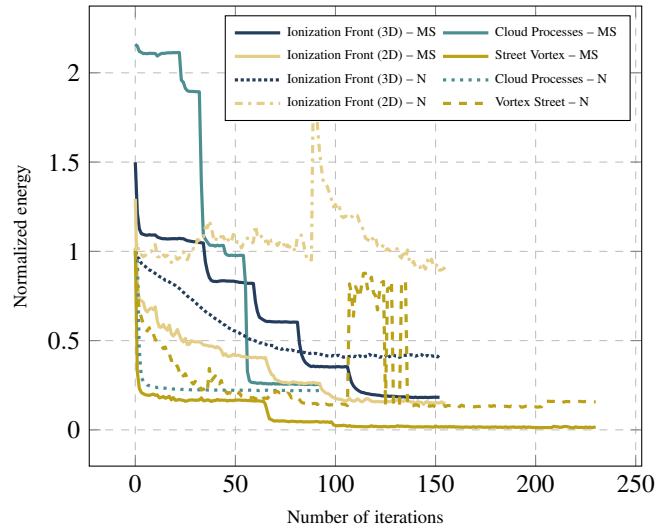 Ionization Front (3D) – MS
Cloud Processes – MS
Ionization Front (2D) – MS
Street Vortex – MS
Ionization Front (3D) – N
Cloud Processes – N
Ionization Front (2D) – N
Vortex Street – N
2
1.5
1
0.5
0
Normalized energy
0 50 100 150 200 250
Number of iterations